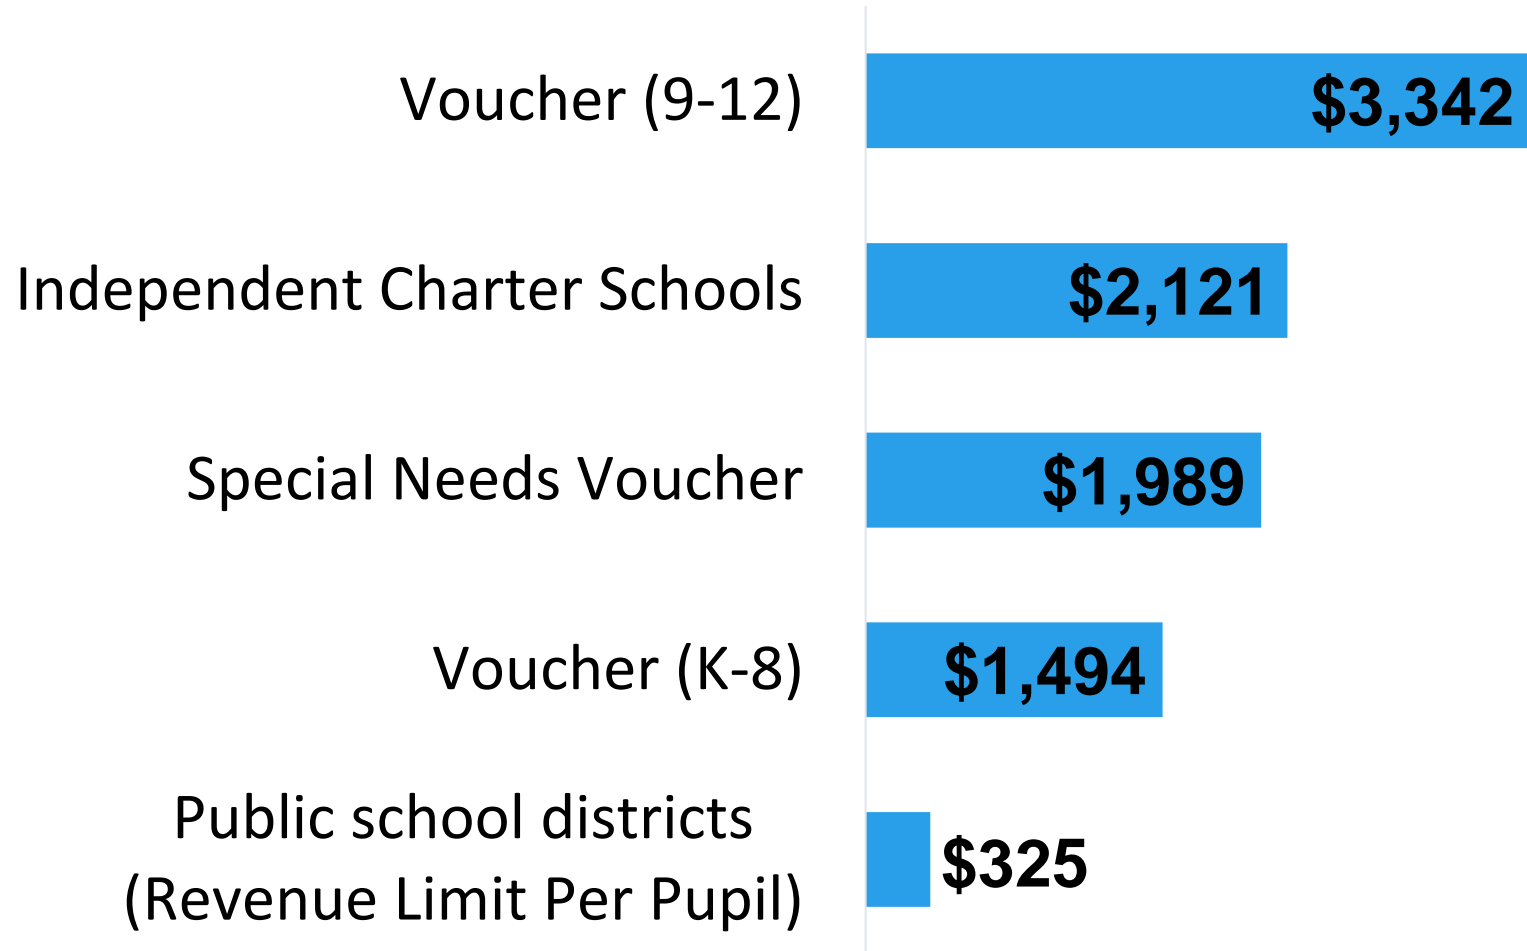 Voucher (9-12) $3,342
Independent Charter Schools $2,121
Special Needs Voucher $1,989
Voucher (K-8) $1,494
Public school districts
(Revenue Limit Per Pupil) $325